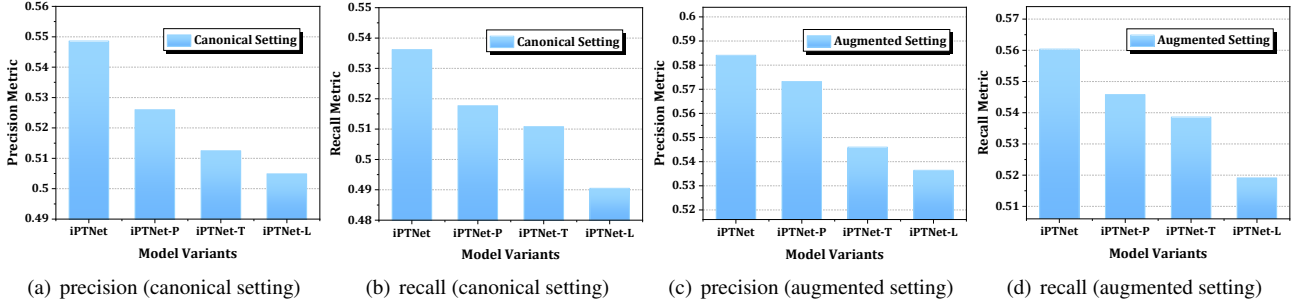 0.56
0.55
0.54
0.53
0.52
0.51
0.5
0.49
Precision Metric
Canonical Setting
iPTNet iPTNet-P iPTNet-T iPTNet-L
Model Variants
(a) precision (canonical setting)
0.55
0.54
0.53
0.52
0.51
0.5
0.49
0.48
Recall Metric
Canonical Setting
iPTNet iPTNet-P iPTNet-T iPTNet-L
Model Variants
(b) recall (canonical setting)
0.6
0.59
0.58
0.57
0.56
0.55
0.54
0.53
0.52
Precision Metric
Augmented Setting
iPTNet iPTNet-P iPTNet-T iPTNet-L
Model Variants
(c) precision (augmented setting)
0.57
0.56
0.55
0.54
0.53
0.52
0.51
Recall Metric
Augmented Setting
iPTNet iPTNet-P iPTNet-T iPTNet-L
Model Variants
(d) recall (augmented setting)